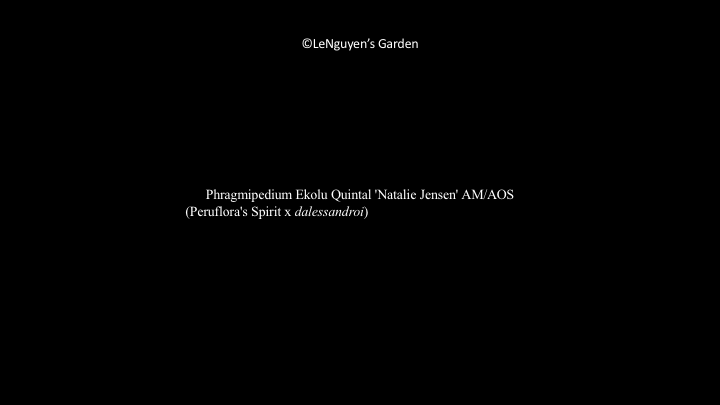 ©LeNguyen’s Garden
Phragmipedium Ekolu Quintal 'Natalie Jensen' AM/AOS
(Peruflora's Spirit x dalessandroi)